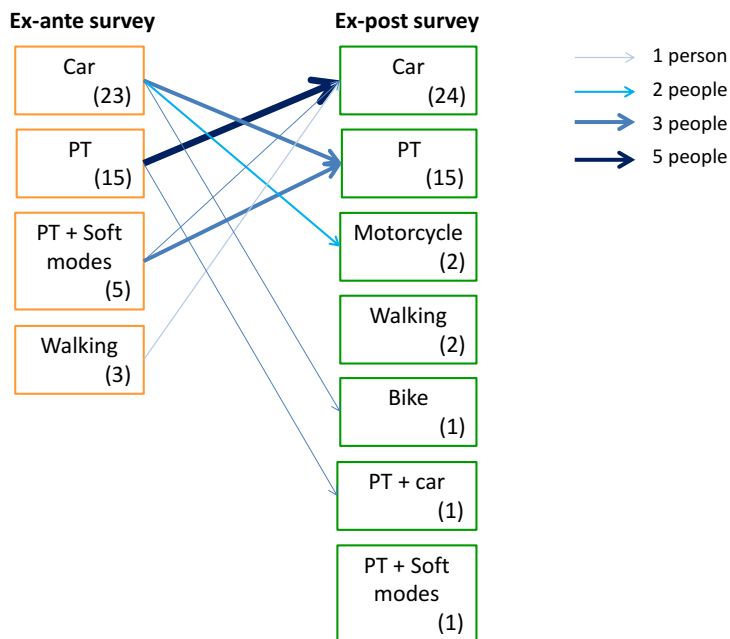 Ex-ante survey
Car
(23)
PT
(15)
PT + Soft
modes
(5)
Walking
(3)
Ex-post survey
Car
(24)
PT
(15)
Motorcycle
(2)
Walking
(2)
Bike
(1)
PT + car
(1)
PT + Soft
modes
(1)
1 person
2 people
3 people
5 people